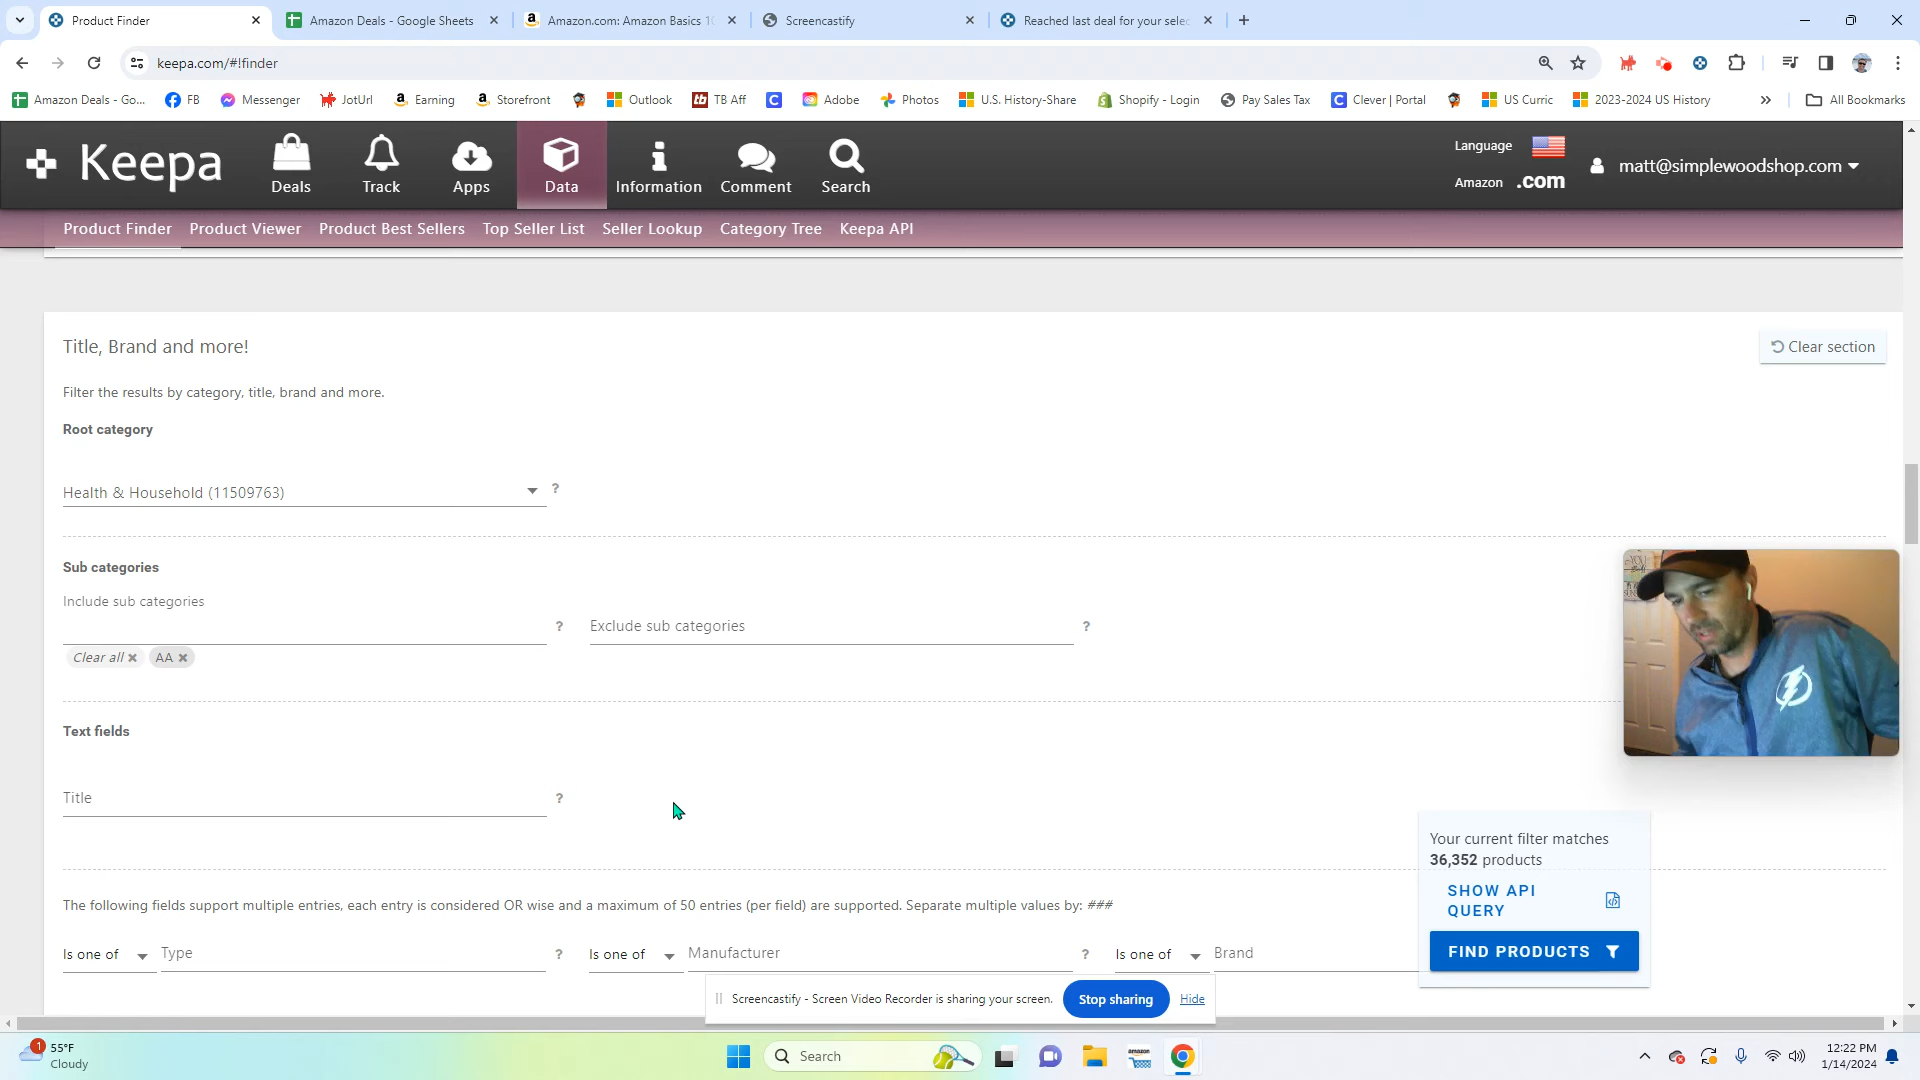 Product Finder
Amazon Deals - Google Sheets
Amazon.com: Amazon Basics 10
Screencastify
Reached last deal for your selec
keepa.com/#!finder
Amazon Deals - Go...
FB
Messenger
JotUrl
Earning
Storefront
Outlook
TB Aff
Adobe
Photos
U.S. History-Share
Shopify - Login
Pay Sales Tax
Clever | Portal
US Curric
2023-2024 US History
All Bookmarks
Keepa
Deals
Track
Apps
Data
Information
Comment
Search
Language
Amazon .com
matt@simplewoodshop.com
Product Finder
Product Viewer
Product Best Sellers
Top Seller List
Seller Lookup
Category Tree
Keepa API
Title, Brand and more!
Clear section
Filter the results by category, title, brand and more.
Root category
Health & Household (11509763)
?
Sub categories
Include sub categories
?
Exclude sub categories
?
Clear all
AA
Text fields
Title
?
Your current filter matches
36,352 products
SHOW API
QUERY
FIND PRODUCTS
The following fields support multiple entries, each entry is considered OR wise and a maximum of 50 entries (per field) are supported. Separate multiple values by: ###
Is one of
Type
?
Is one of
Manufacturer
?
Is one of
Brand
Screencastify - Screen Video Recorder is sharing your screen.
Stop sharing
Hide
1
55°F
Cloudy
Search
amazon
12:22 PM
1/14/2024